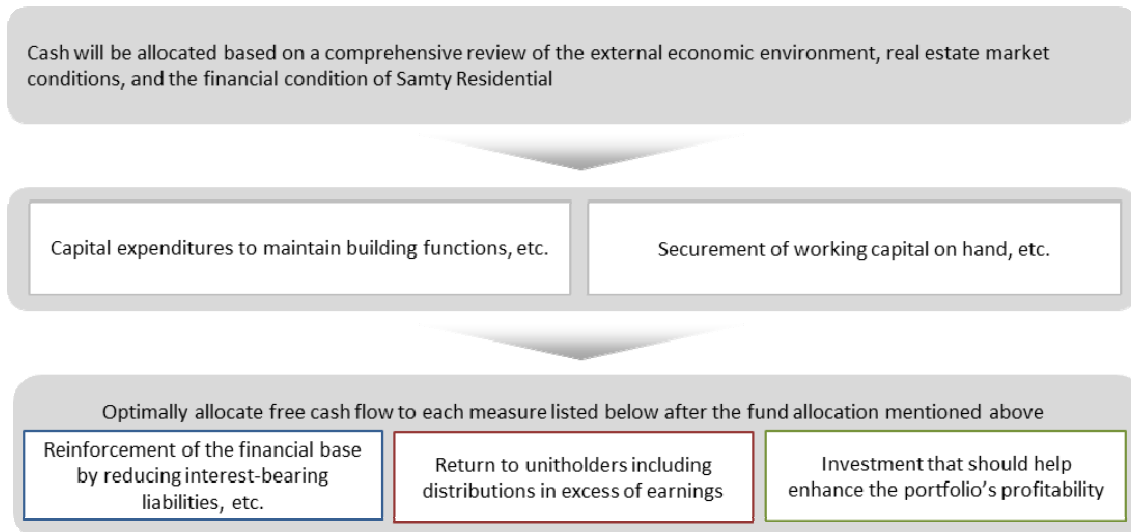 Cash will be allocated based on a comprehensive review of the external economic environment, real estate market
conditions, and the financial condition of Samty Residential
Capital expenditures to maintain building functions, etc.
Securement of working capital on hand, etc.
Optimally allocate free cash flow to each measure listed below after the fund allocation mentioned above
Reinforcement of the financial base
by reducing interest-bearing
liabilities, etc.
Return to unitholders including
distributions in excess of earnings
Investment that should help
enhance the portfolio's profitability